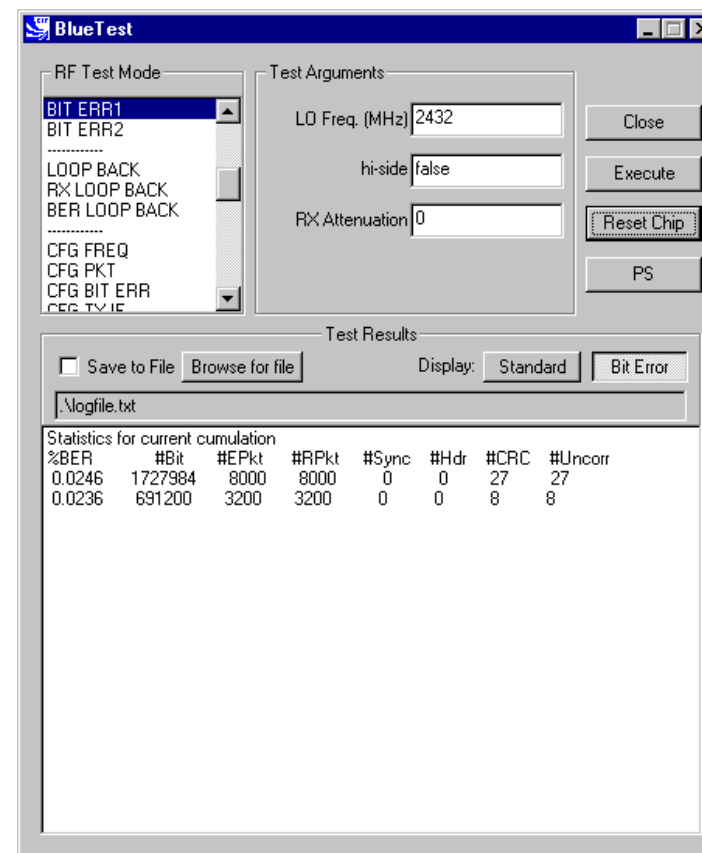 BlueTest
RF Test Mode
BIT ERR1
BIT ERR2
------------
LOOP BACK
RX LOOP BACK
BER LOOP BACK
------------
CFG FREQ
CFG PKT
CFG BIT ERR
Test Arguments
LO Freq. (MHz) 2432
hi-side false
RX Attenuation 0
Close
Execute
Reset Chip
PS
Test Results
Save to File Browse for file Display: Standard Bit Error
.\logfile.txt
Statistics for current cumulation
%BER #Bit #EPkt #RPkt #Sync #Hdr #CRC #Uncorr
0.0246 1727984 8000 8000 0 0 27 27
0.0236 691200 3200 3200 0 0 8 8